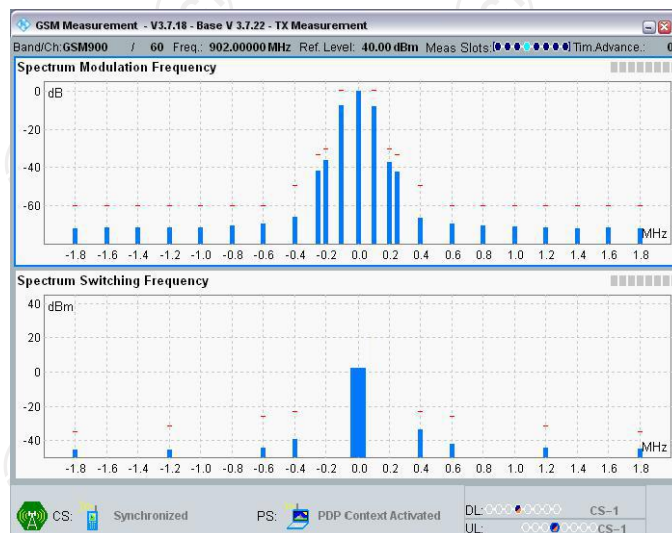 GSM Measurement - V3.7.18 - Base V 3.7.22 - TX Measurement
Band/Ch:GSM900 / 60 Freq.: 902.00000 MHz Ref. Level: 40.00 dBm Meas Slots: Tim.Advance.: 0
Spectrum Modulation Frequency
0 dB
-20
-40
-60
MHz
-1.8 -1.6 -1.4 -1.2 -1.0 -0.8 -0.6 -0.4 -0.2 0.0 0.2 0.4 0.6 0.8 1.0 1.2 1.4 1.6 1.8
Spectrum Switching Frequency
40 dBm
20
0
-20
-40
MHz
-1.8 -1.6 -1.4 -1.2 -1.0 -0.8 -0.6 -0.4 -0.2 0.0 0.2 0.4 0.6 0.8 1.0 1.2 1.4 1.6 1.8
CS: Synchronized PS: PDP Context Activated DL: CS-1
UL: CS-1